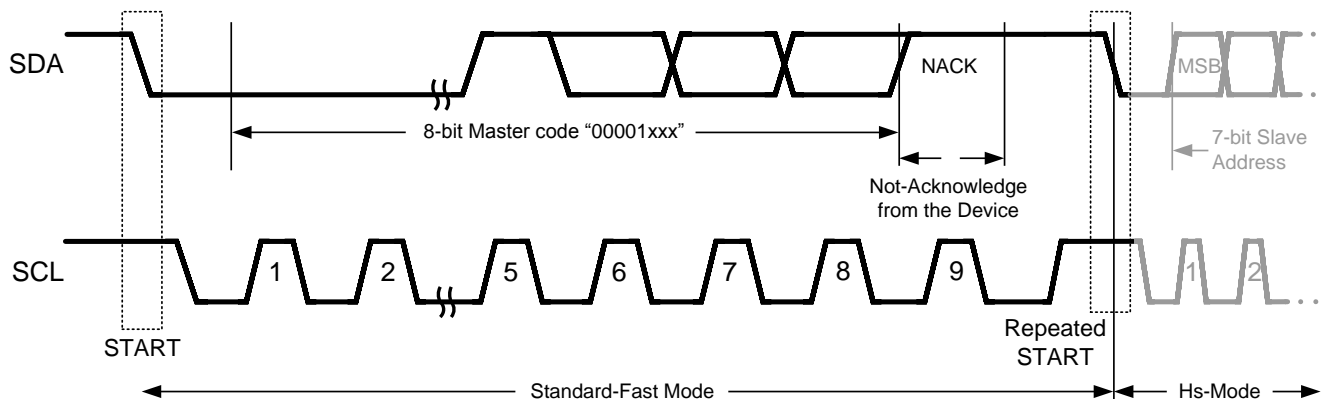 SDA
NACK
MSB
8-bit Master code “00001xxx”
7-bit Slave
Address
Not-Acknowledge
from the Device
SCL
1
2
5
6
7
8
9
1
2
START
Repeated
START
Standard-Fast Mode
Hs-Mode